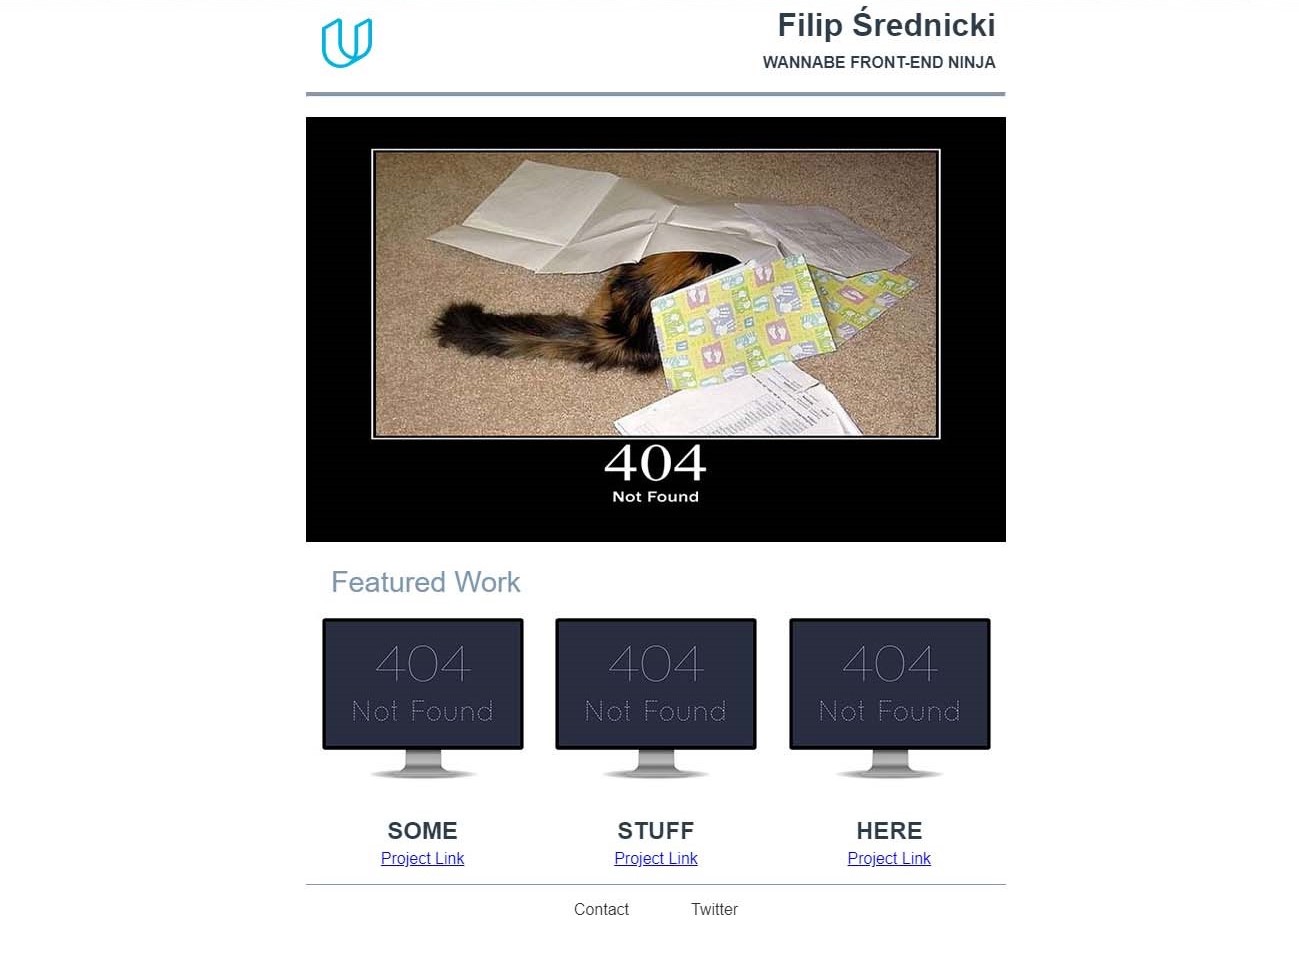 Filip Średnicki
WANNABE FRONT-END NINJA
404
Not Found
Featured Work
404 404 404
Not Found Not Found Not Found
SOME STUFF HERE
Project Link Project Link Project Link
Contact Twitter